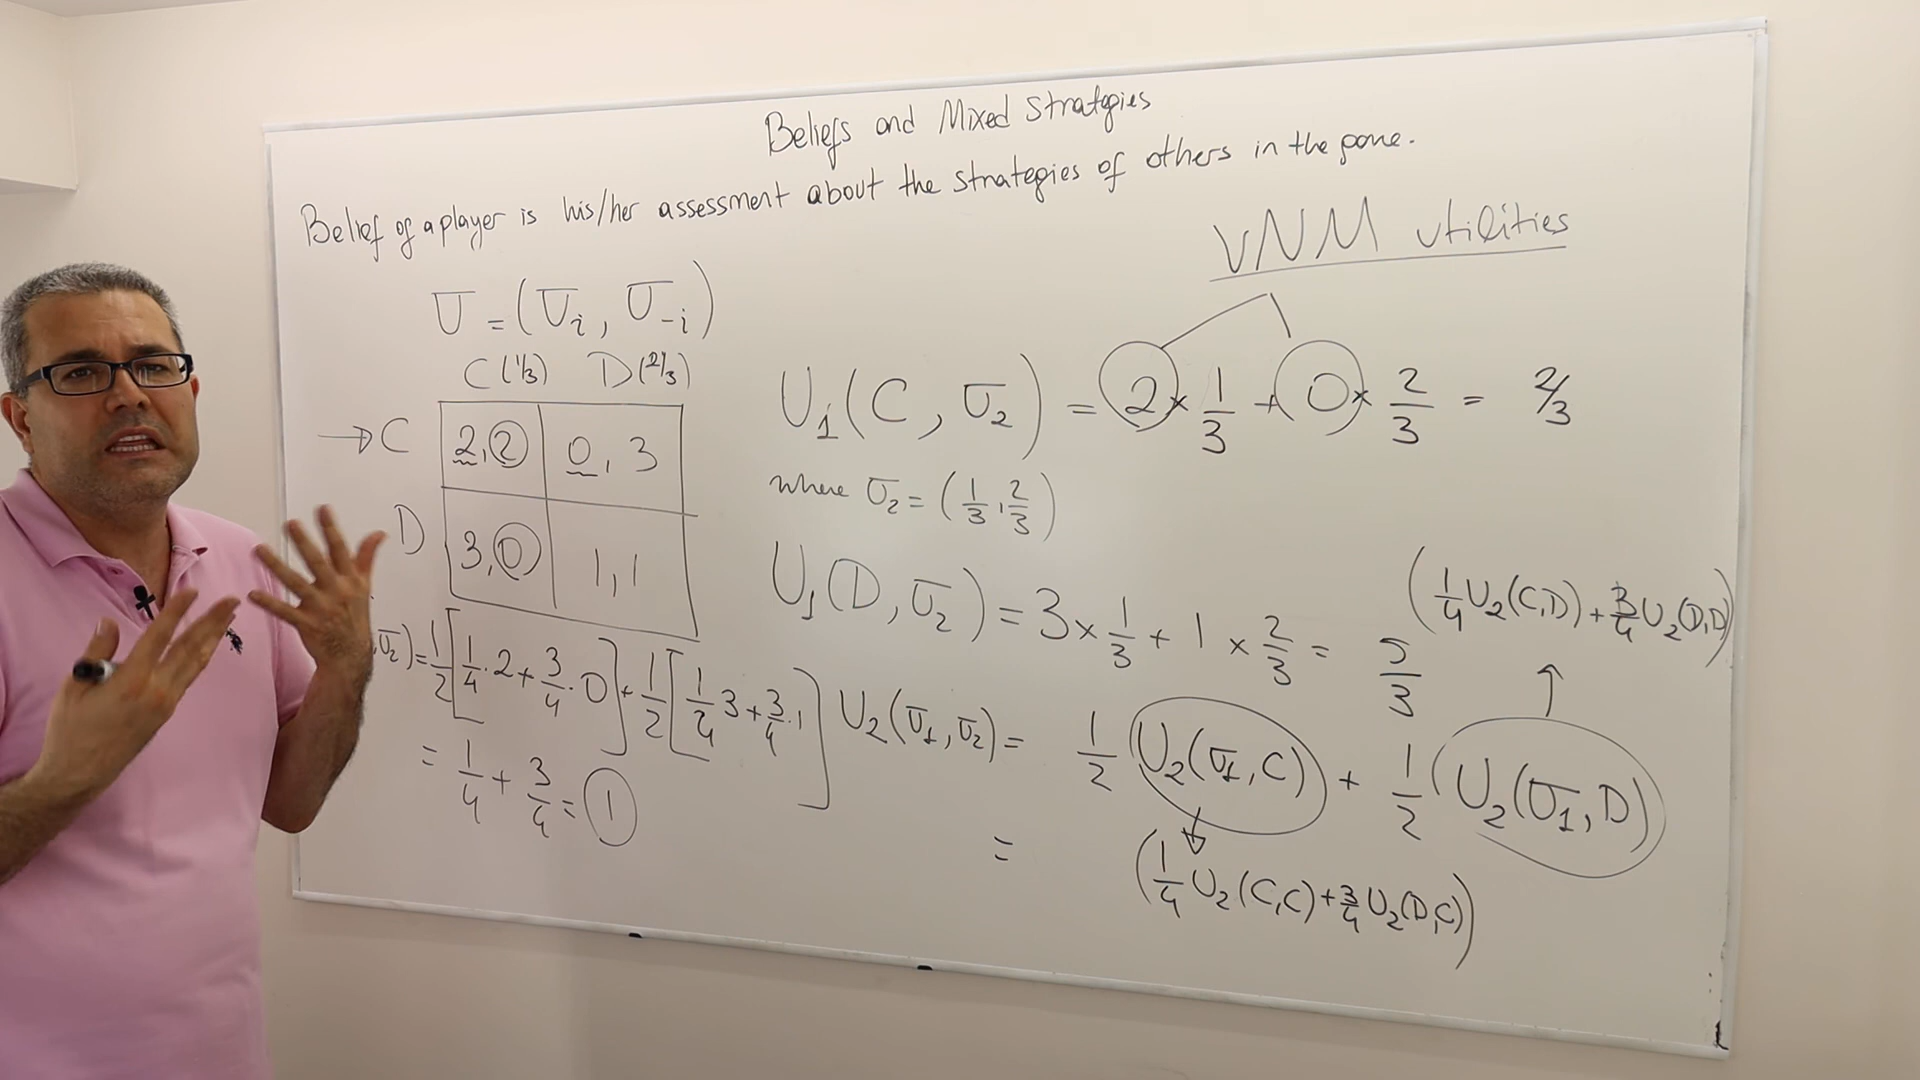 Beliefs and Mixed Strategies
Belief of a player is his/her assessment about the strategies of others in the game.
vNM utilities
σ = (σi, σ-i)
C (1/3) D (2/3)
→ C 2,2 0,3
D 3,0 1,1
U1(C, σ2) = 2 × 1/3 + 0 × 2/3 = 2/3
where σ2 = (1/3, 2/3)
U1(D, σ2) = 3 × 1/3 + 1 × 2/3 = 5/3
(1/4 U2(C,D) + 3/4 U2(D,D))
U2(σ1, σ2) = 1/2 U2(σ1, C) + 1/2 (U2(σ1, D)
= (1/4 U2(C,C) + 3/4 U2(D,C))
, σ2) = 1/2 [1/4 · 2 + 3/4 · 0] + 1/2 [1/4 3 + 3/4 · 1]
= 1/4 + 3/4 = 1